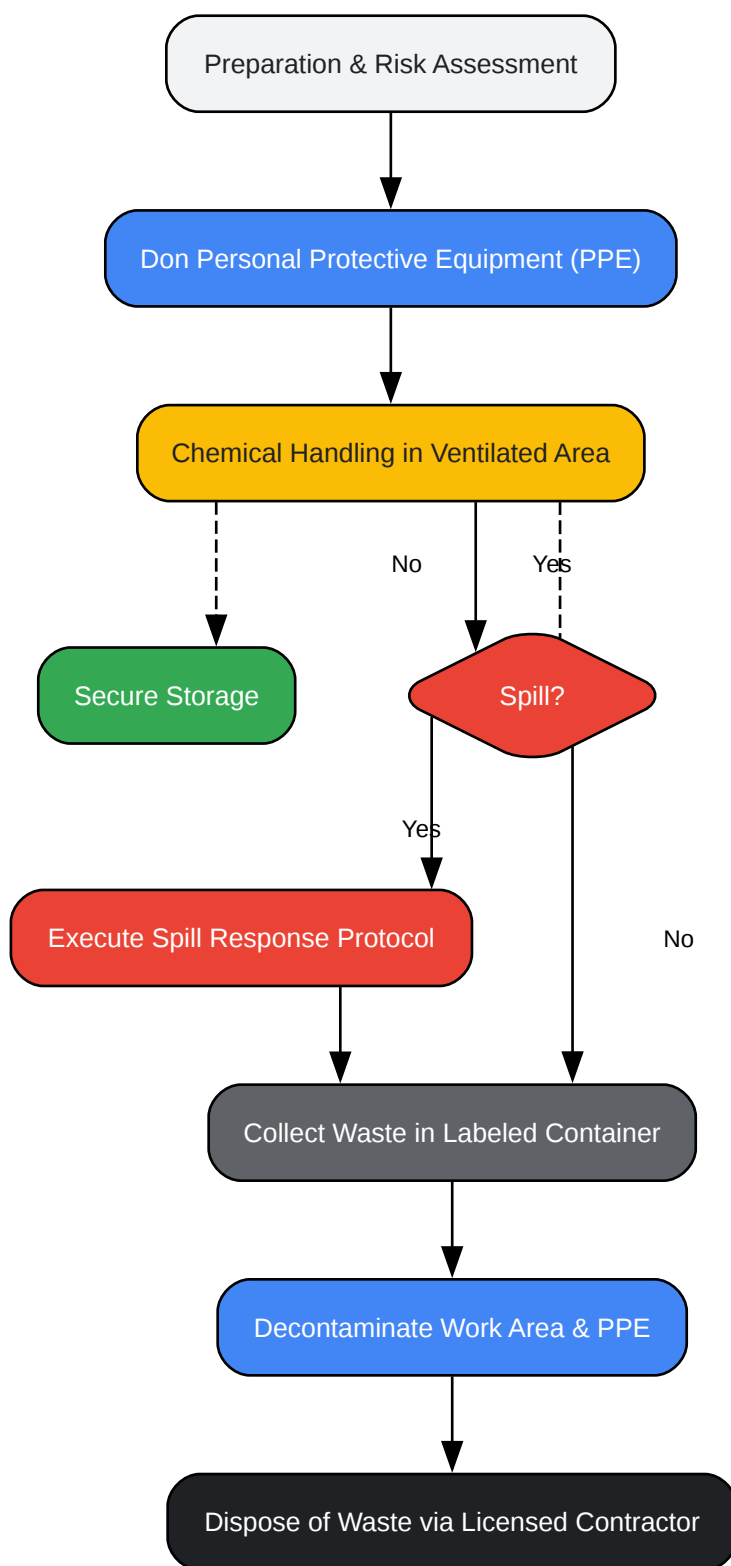 Preparation & Risk Assessment
Don Personal Protective Equipment (PPE)
Chemical Handling in Ventilated Area
No
Yes
Secure Storage
Spill?
Yes
Execute Spill Response Protocol
No
Collect Waste in Labeled Container
Decontaminate Work Area & PPE
Dispose of Waste via Licensed Contractor